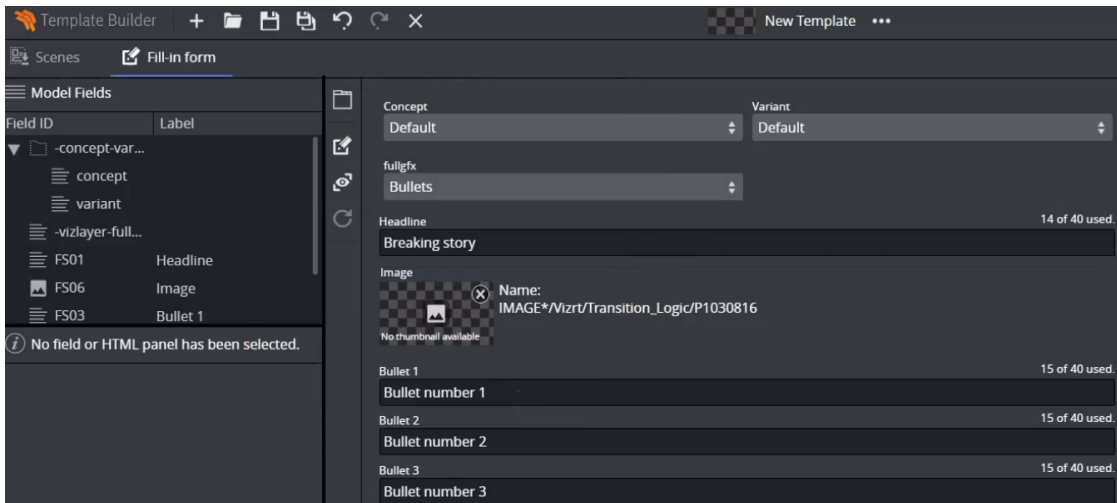 Template Builder
New Template
Scenes
Fill-in form
Model Fields
Field ID Label
-concept-var...
concept
variant
-vizlayer-full...
FS01 Headline
FS06 Image
FS03 Bullet 1
No field or HTML panel has been selected.
Concept Variant
Default Default
fullgfx
Bullets
Headline 14 of 40 used.
Breaking story
Image
Name:
IMAGE*/Vizrt/Transition_Logic/P1030816
No thumbnail available
Bullet 1 15 of 40 used.
Bullet number 1
Bullet 2 15 of 40 used.
Bullet number 2
Bullet 3 15 of 40 used.
Bullet number 3